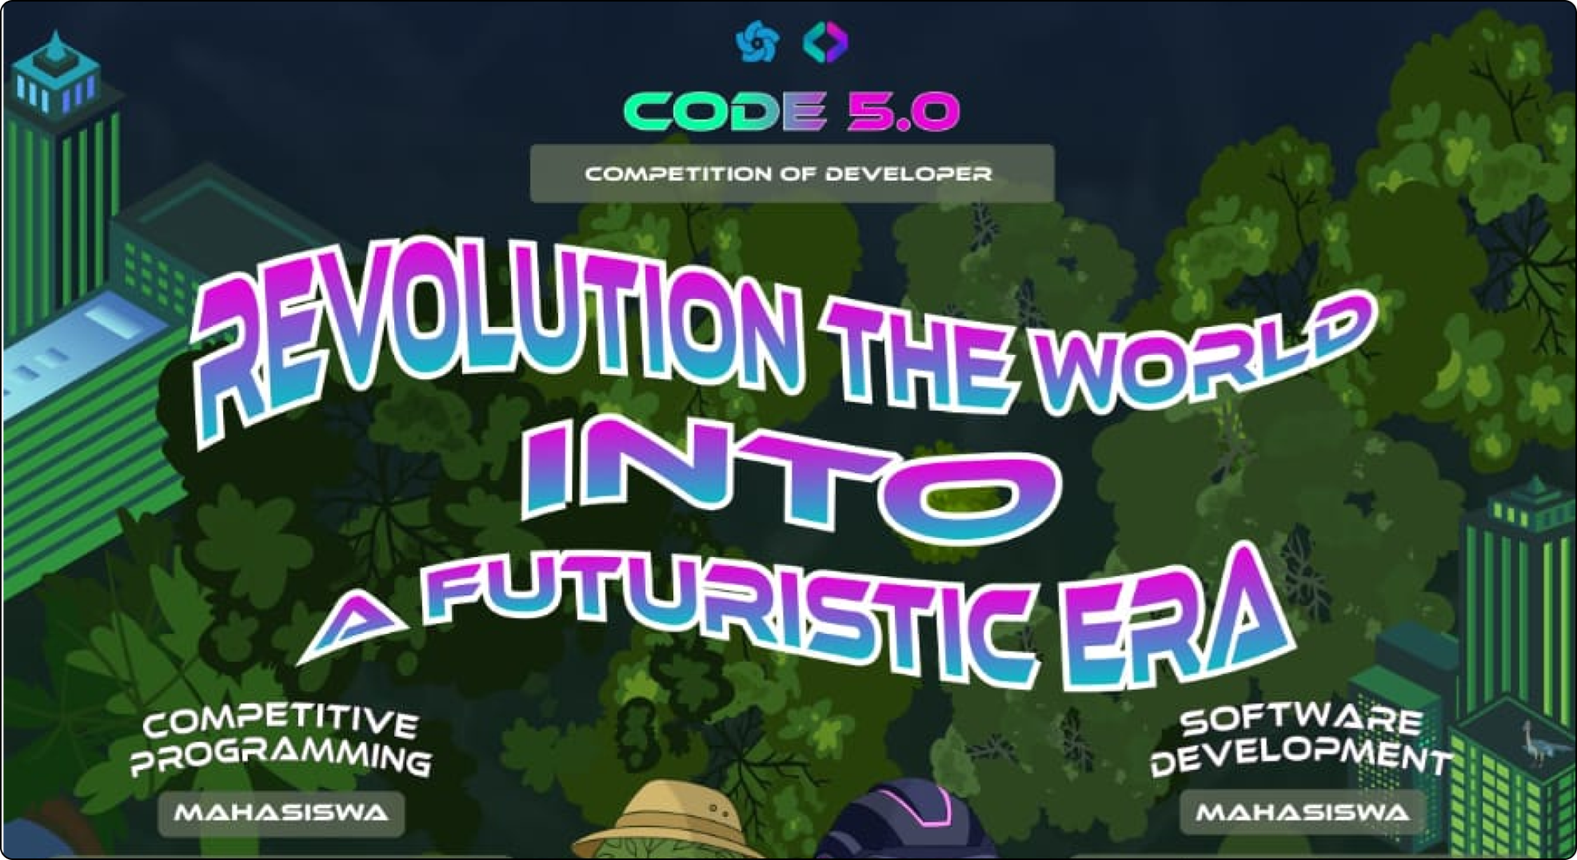 CODE 5.0
COMPETITION OF DEVELOPER
REVOLUTION THE WORLD
INTO
A FUTURISTIC ERA
COMPETITIVE
PROGRAMMING
MAHASISWA
SOFTWARE
DEVELOPMENT
MAHASISWA